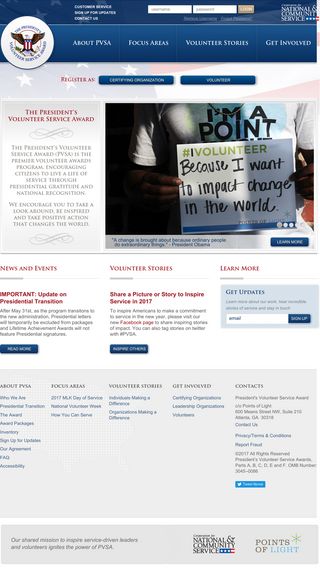 CUSTOMER SERVICE
SIGN UP FOR UPDATES
CONTACT US
username
password
LOGIN
Retrieve Username
Forgot Password?
Corporation for
NATIONAL &
COMMUNITY
SERVICE
ABOUT PVSA
FOCUS AREAS
VOLUNTEER STORIES
GET INVOLVED
REGISTER AS:
CERTIFYING ORGANIZATION
VOLUNTEER
THE PRESIDENT'S
VOLUNTEER SERVICE AWARD
THE PRESIDENT'S VOLUNTEER
SERVICE AWARD (PVSA) IS THE
PREMIER VOLUNTEER AWARDS
PROGRAM, ENCOURAGING
CITIZENS TO LIVE A LIFE OF
SERVICE THROUGH
PRESIDENTIAL GRATITUDE AND
NATIONAL RECOGNITION.
WE ENCOURAGE YOU TO TAKE A
LOOK AROUND, BE INSPIRED
AND TAKE POSITIVE ACTION
THAT CHANGES THE WORLD.
I'M A
POINT
#IVOLUNTEER
Because I want
to impact change
in the world.
"A change is brought about because ordinary people
do extraordinary things." - President Obama
LEARN MORE
NEWS AND EVENTS
IMPORTANT: Update on
Presidential Transition
After May 31st, as the program transitions to
the new administration, Presidential letters
will temporarily be excluded from packages
and Lifetime Achievement Awards will not
feature Presidential signatures.
READ MORE
VOLUNTEER STORIES
Share a Picture or Story to Inspire
Service in 2017
To inspire Americans to make a commitment
to service in the new year, please visit
our new Facebook page to share inspiring stories
of impact. You can also tag stories on twitter
with #PVSA.
INSPIRE OTHERS
LEARN MORE
GET UPDATES
Learn more about our work, hear incredible
stories of service and stay in touch
email
SIGN UP
ABOUT PVSA
Who We Are
Presidential Transition
The Award
Award Packages
Inventory
Sign Up for Updates
Our Agreement
FAQ
Accessibility
FOCUS AREAS
2017 MLK Day of Service
National Volunteer Week
How You Can Serve
VOLUNTEER STORIES
Individuals Making a
Difference
Organizations Making a
Difference
GET INVOLVED
Certifying Organizations
Leadership Organizations
Volunteers
CONTACTS
President's Volunteer Service Award
c/o Points of Light
600 Means Street NW, Suite 210
Atlanta, GA 30318
Contact Us
Privacy/Terms & Conditions
Report Fraud
©2017 All Rights Reserved
President's Volunteer Service Awards,
Parts A, B, C, D, E and F. OMB Number:
3045–0086
Our shared mission to inspire service-driven leaders
and volunteers ignites the power of PVSA.
Corporation for
NATIONAL &
COMMUNITY
SERVICE
POINTS
OF LIGHT